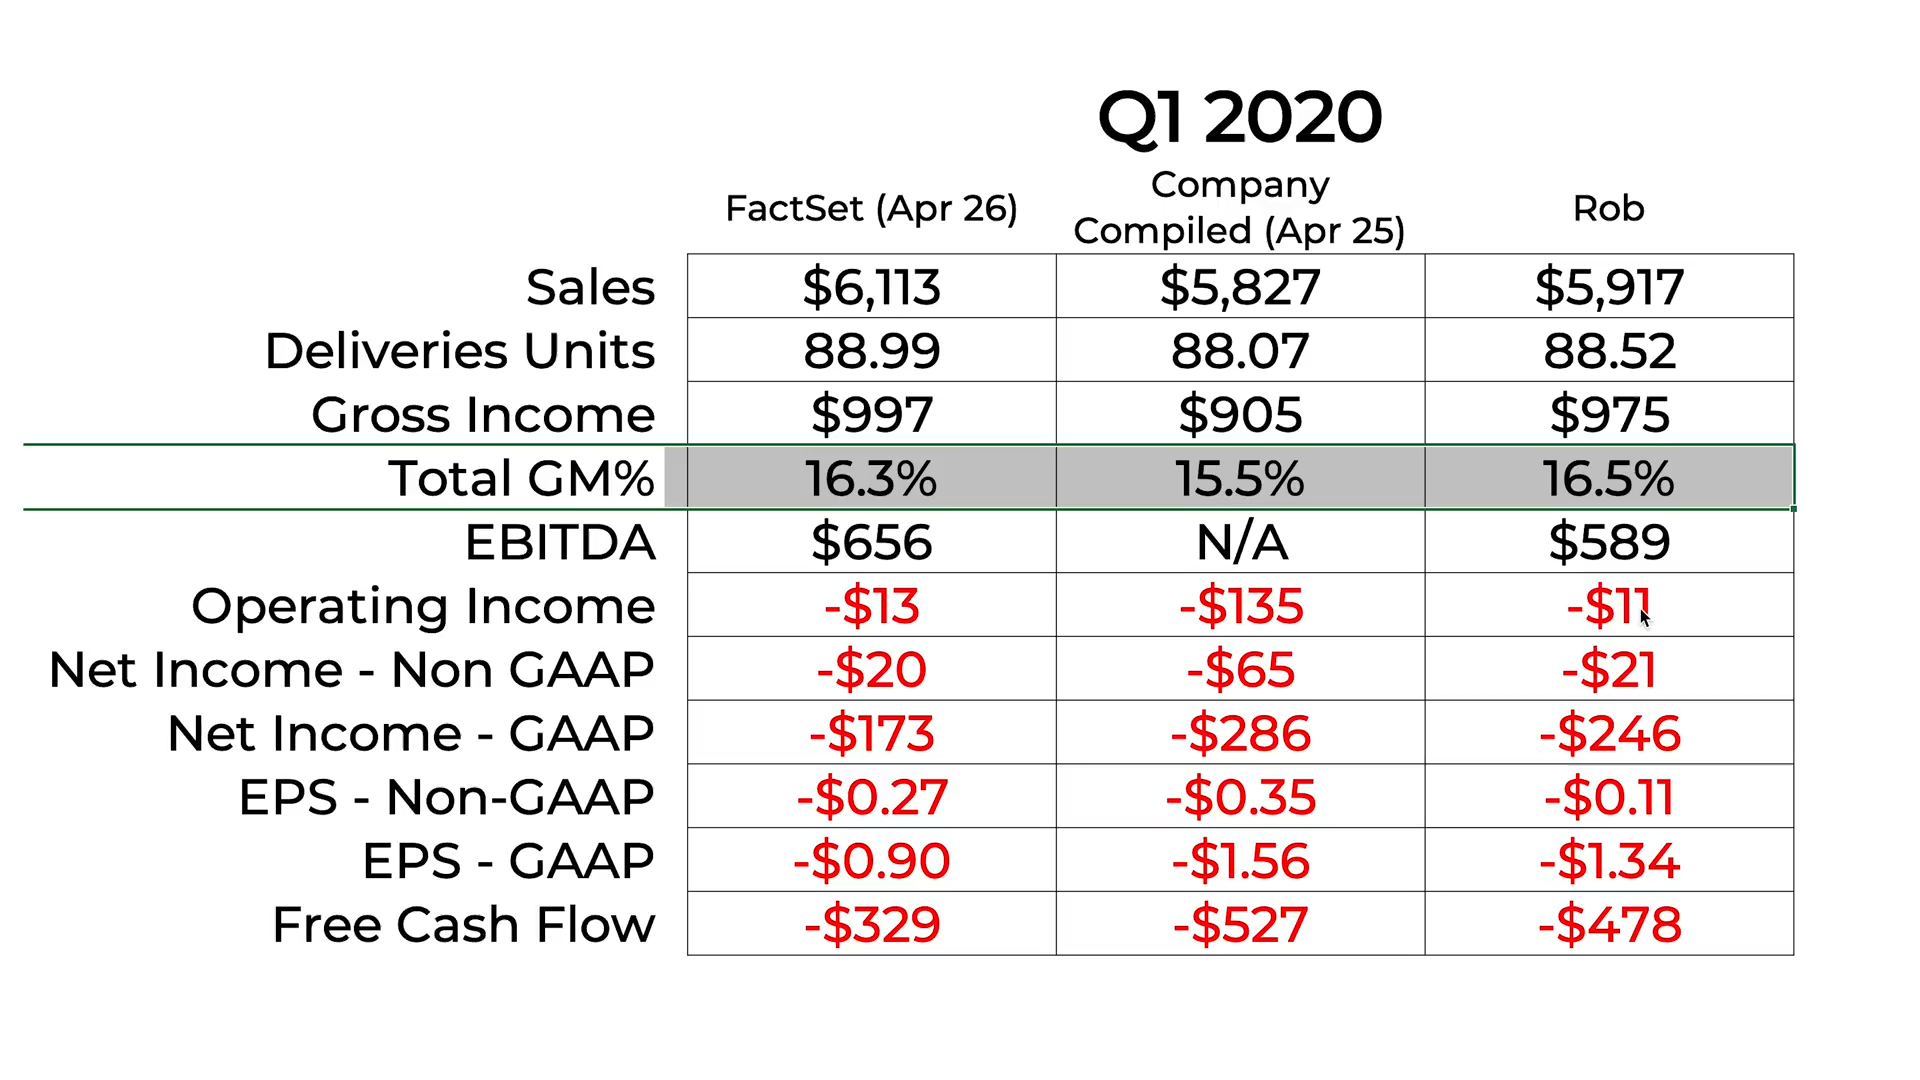 Q1 2020
FactSet (Apr 26) Company Compiled (Apr 25) Rob
Sales $6,113 $5,827 $5,917
Deliveries Units 88.99 88.07 88.52
Gross Income $997 $905 $975
Total GM% 16.3% 15.5% 16.5%
EBITDA $656 N/A $589
Operating Income -$13 -$135 -$11
Net Income - Non GAAP -$20 -$65 -$21
Net Income - GAAP -$173 -$286 -$246
EPS - Non-GAAP -$0.27 -$0.35 -$0.11
EPS - GAAP -$0.90 -$1.56 -$1.34
Free Cash Flow -$329 -$527 -$478